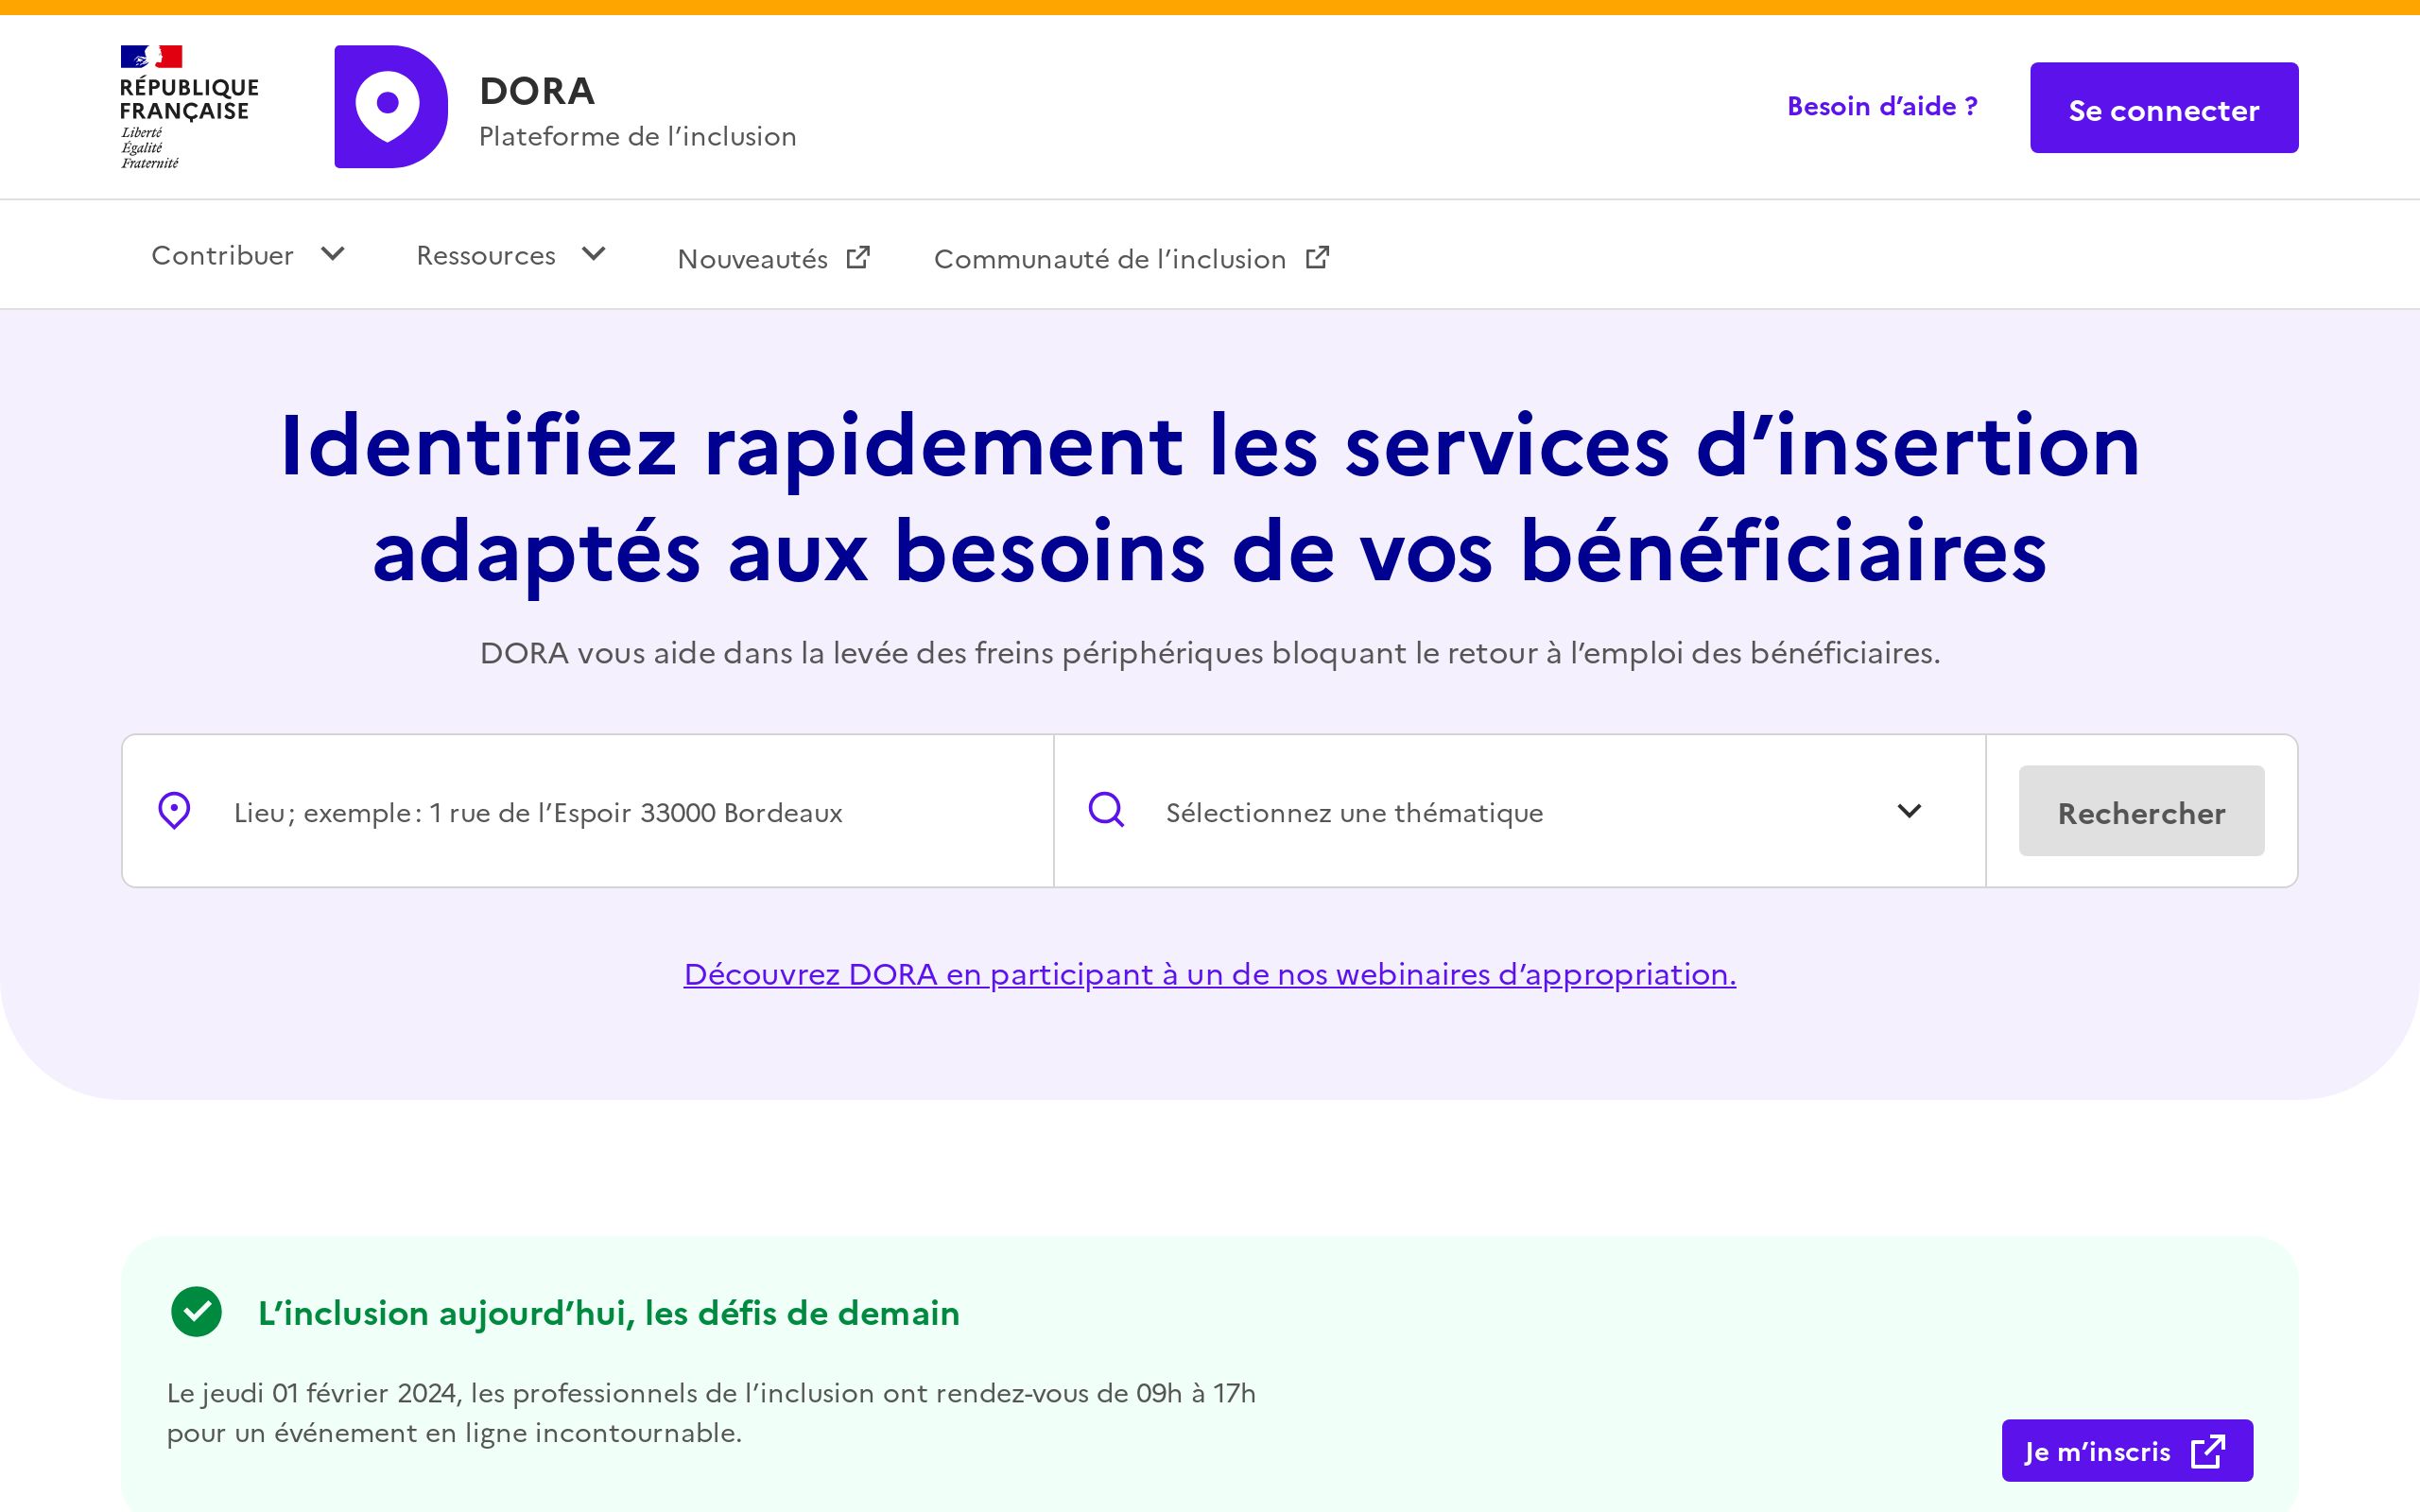 RÉPUBLIQUE
FRANÇAISE
Liberté
Égalité
Fraternité
DORA
Plateforme de l’inclusion
Besoin d’aide ?
Se connecter
Contribuer
Ressources
Nouveautés
Communauté de l’inclusion
Identifiez rapidement les services d’insertion
adaptés aux besoins de vos bénéficiaires
DORA vous aide dans la levée des freins périphériques bloquant le retour à l’emploi des bénéficiaires.
Lieu ; exemple : 1 rue de l’Espoir 33000 Bordeaux
Sélectionnez une thématique
Rechercher
Découvrez DORA en participant à un de nos webinaires d’appropriation.
L’inclusion aujourd’hui, les défis de demain
Le jeudi 01 février 2024, les professionnels de l’inclusion ont rendez-vous de 09h à 17h
pour un événement en ligne incontournable.
Je m’inscris